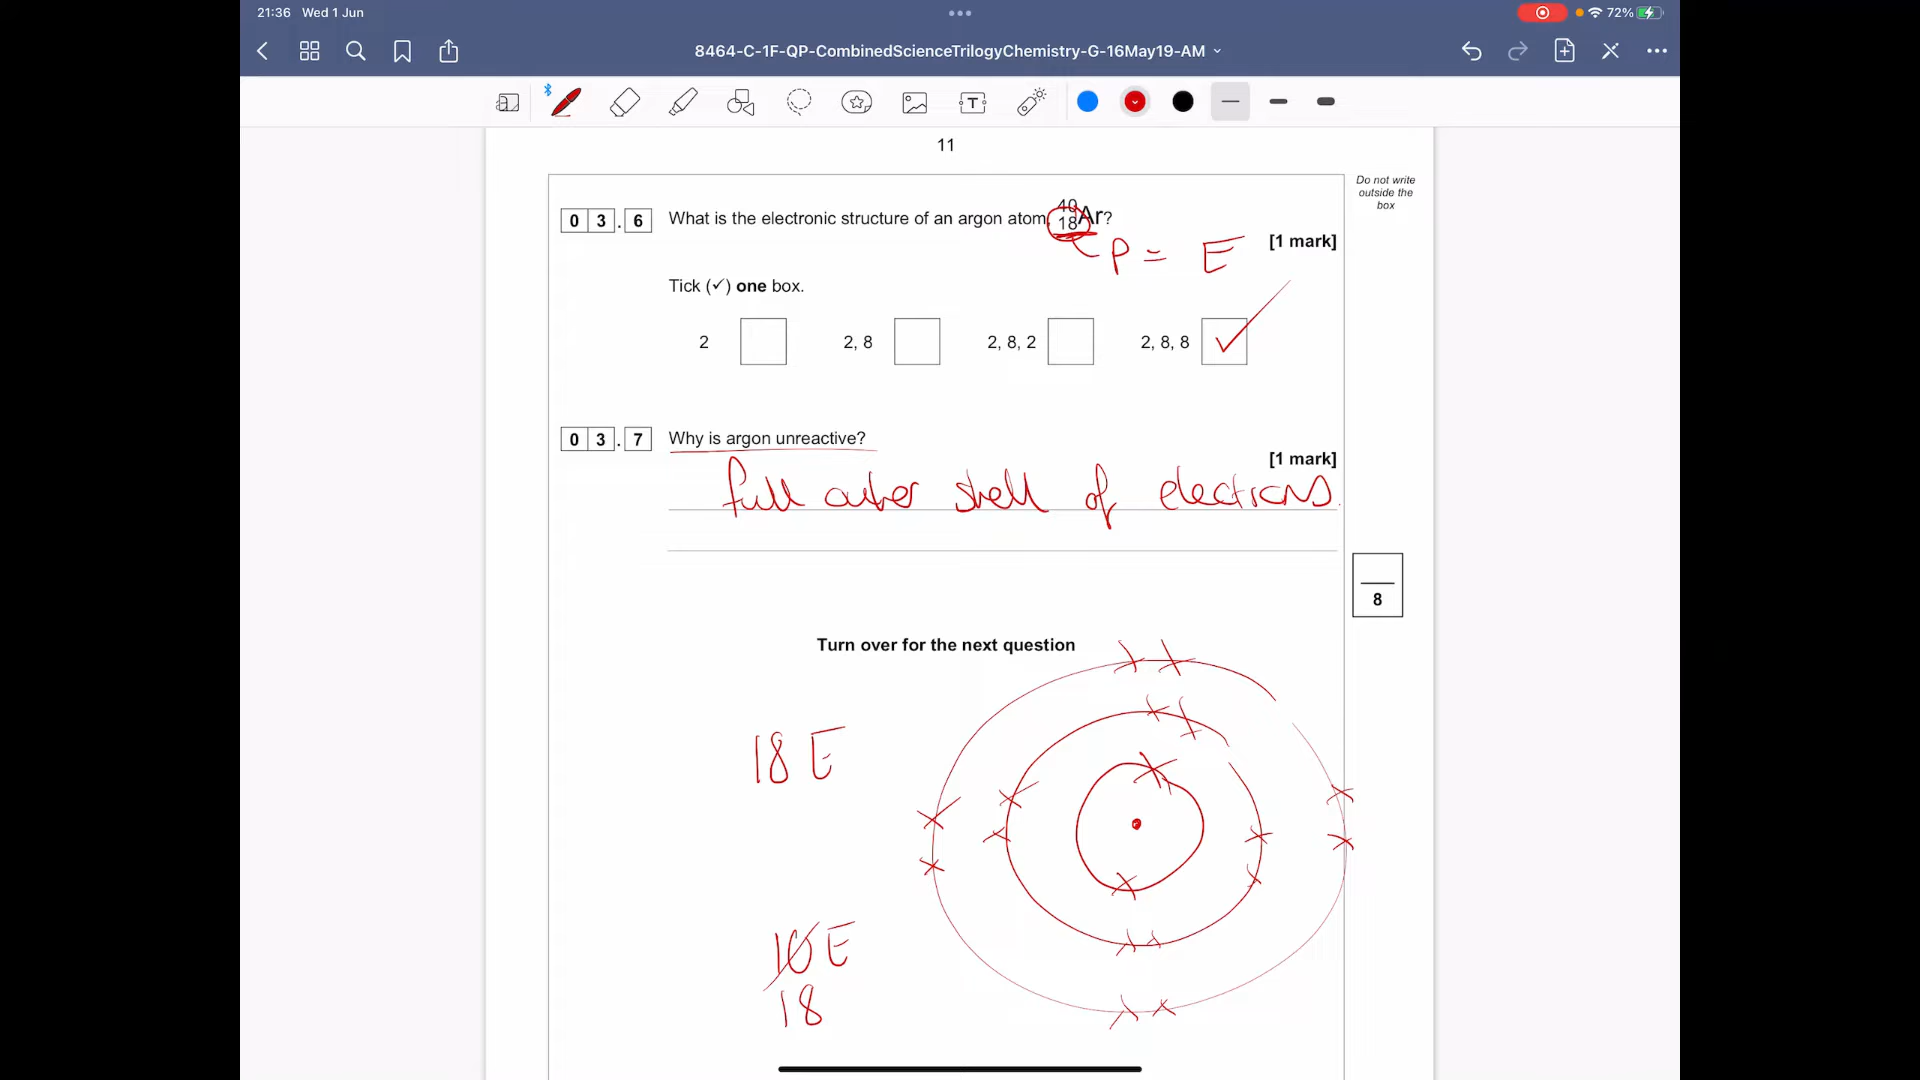 21:36 Wed 1 Jun
72%
8464-C-1F-QP-CombinedScienceTrilogyChemistry-G-16May19-AM
11
Do not write
outside the
box
0 3 . 6 What is the electronic structure of an argon atom, 40 18 Ar?
[1 mark]
P = E
Tick (✓) one box.
2
2, 8
2, 8, 2
2, 8, 8 ✓
0 3 . 7 Why is argon unreactive?
[1 mark]
full outer shell of electrons.
8
Turn over for the next question
18 E
10 E
18